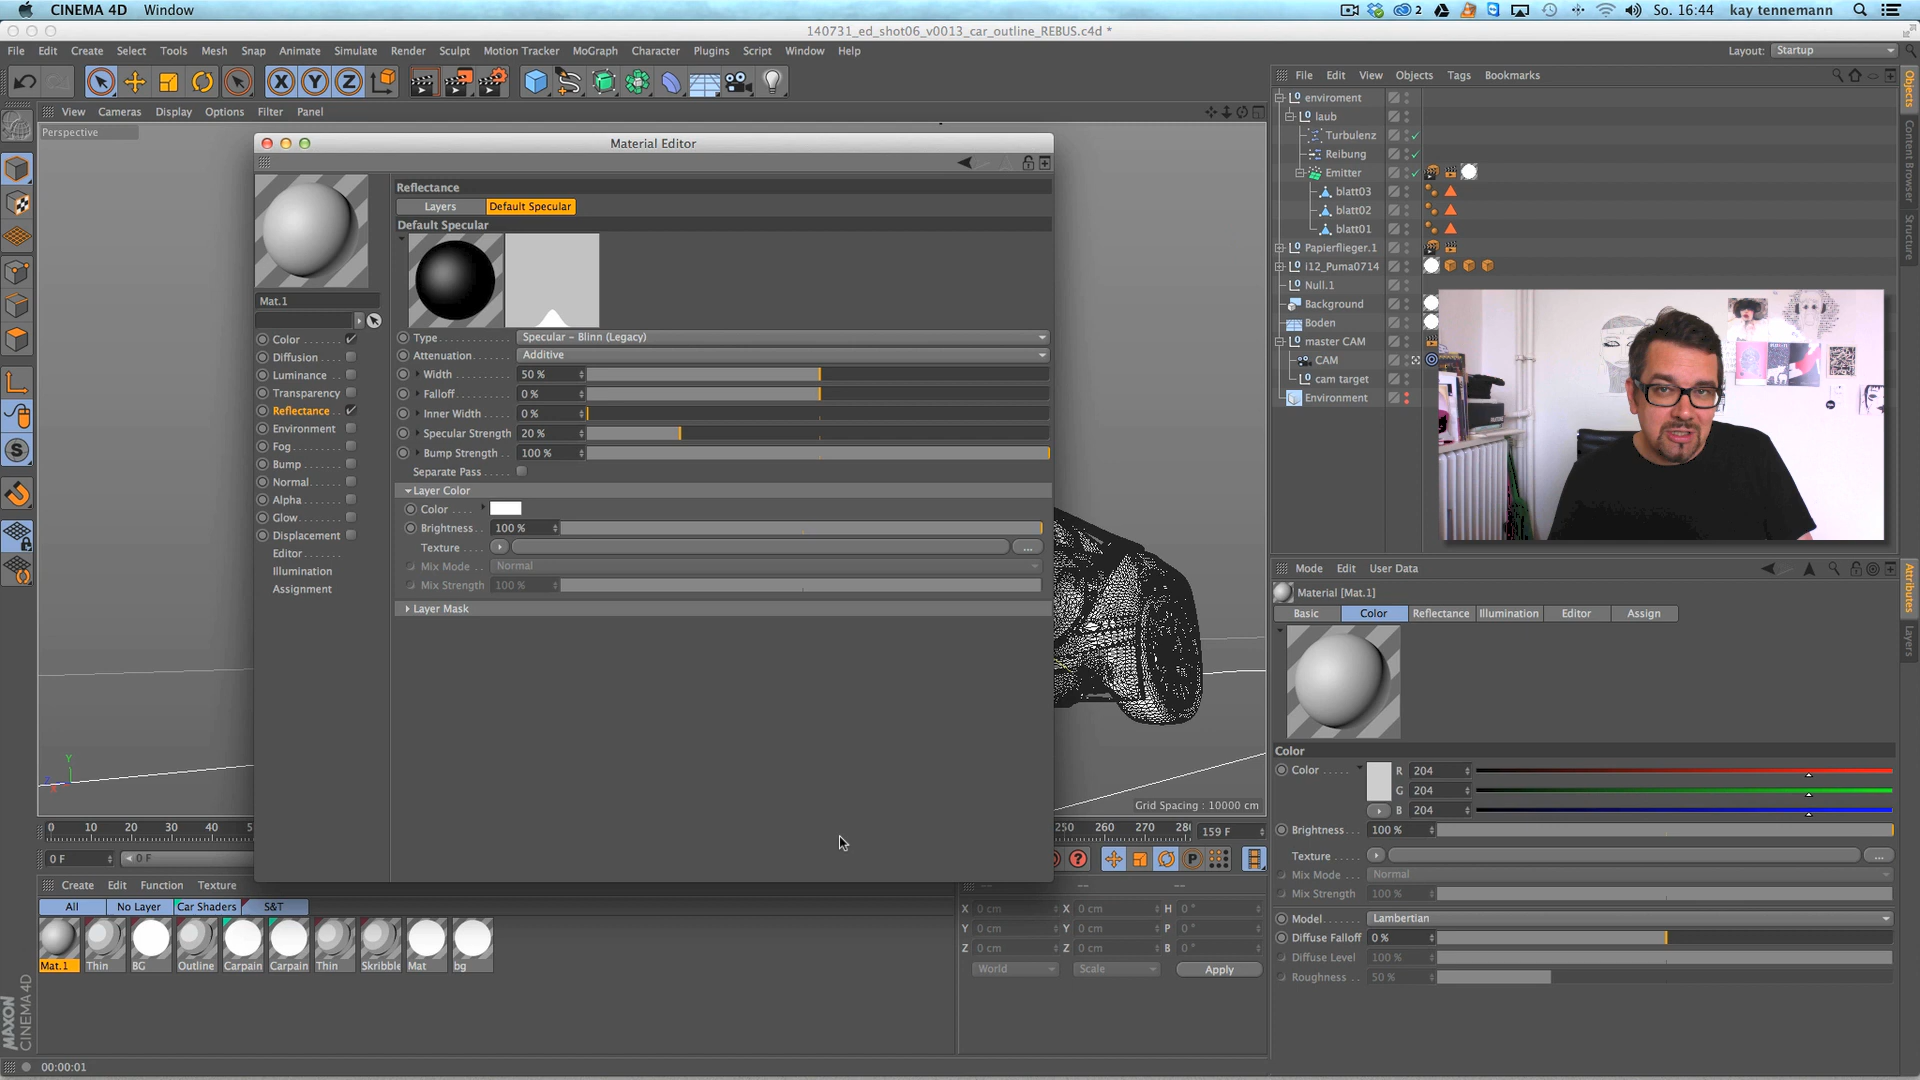 CINEMA 4D Window
2 So. 16:44 kay tennemann
140731_ed_shot06_v0013_car_outline_REBUS.c4d *
File Edit Create Select Tools Mesh Snap Animate Simulate Render Sculpt Motion Tracker MoGraph Character Plugins Script Window Help
Layout: Startup
X Y Z
View Cameras Display Options Filter Panel
Perspective
Material Editor
Mat.1
Color
Diffusion
Luminance
Transparency
Reflectance
Environment
Fog
Bump
Normal
Alpha
Glow
Displacement
Editor
Illumination
Assignment
Reflectance
Layers Default Specular
Default Specular
Type Specular – Blinn (Legacy)
Attenuation Additive
Width 50 %
Falloff 0 %
Inner Width 0 %
Specular Strength 20 %
Bump Strength 100 %
Separate Pass
Layer Color
Color
Brightness 100 %
Texture ...
Mix Mode Normal
Mix Strength 100 %
Layer Mask
Grid Spacing : 10000 cm
Y
Z
X
0 10 20 30 40 5
250 260 270 28
159 F
0 F 0 F
P
Create Edit Function Texture
All No Layer Car Shaders S&T
Mat.1 Thin BG Outline Carpain Carpain Thin Skribble Mat bg
-- -- --
X 0 cm X 0 cm H 0 °
Y 0 cm Y 0 cm P 0 °
Z 0 cm Z 0 cm B 0 °
World Scale Apply
MAXON
CINEMA 4D
00:00:01
File Edit View Objects Tags Bookmarks
enviroment
laub
Turbulenz
Reibung
Emitter
blatt03
blatt02
blatt01
Papierflieger.1
i12_Puma0714
Null.1
Background
Boden
master CAM
CAM
cam target
Environment
Objects
Content Browser
Structure
Mode Edit User Data
Material [Mat.1]
Basic Color Reflectance Illumination Editor Assign
Color
Color R 204
G 204
B 204
Brightness 100 %
Texture ...
Mix Mode Normal
Mix Strength 100 %
Model Lambertian
Diffuse Falloff 0 %
Diffuse Level 100 %
Roughness 50 %
Attributes
Layers